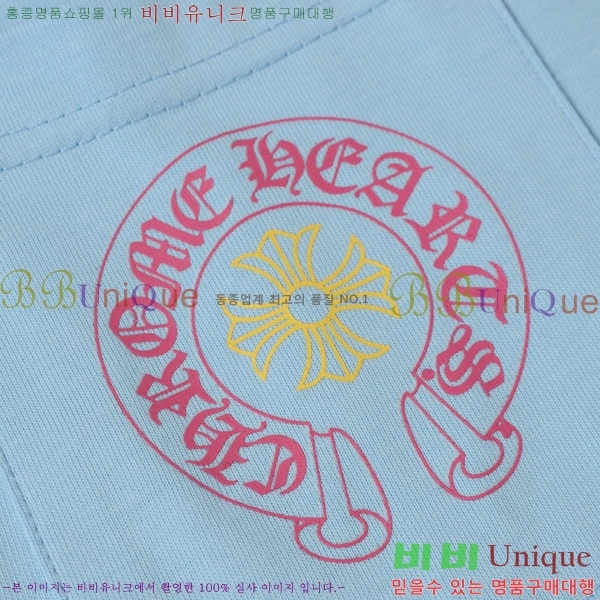 홍콩명품쇼핑몰 1위 비비유니크명품구매대행
CHROME HEARTS
BBUniQue 동종업계 최고의 품질 NO.1 BBUniQue
비비 Unique
믿을수 있는 명품구매대행
-본 이미지는 비비유니크에서 촬영한 100% 실사 이미지 입니다.-